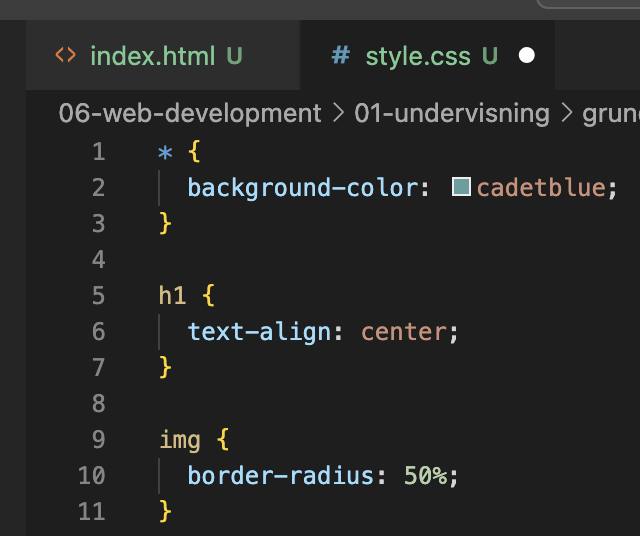 <> index.html U # style.css U
06-web-development > 01-undervisning >
1 * {
2 background-color: cadetblue;
3 }
4
5 h1 {
6 text-align: center;
7 }
8
9 img {
10 border-radius: 50%;
11 }